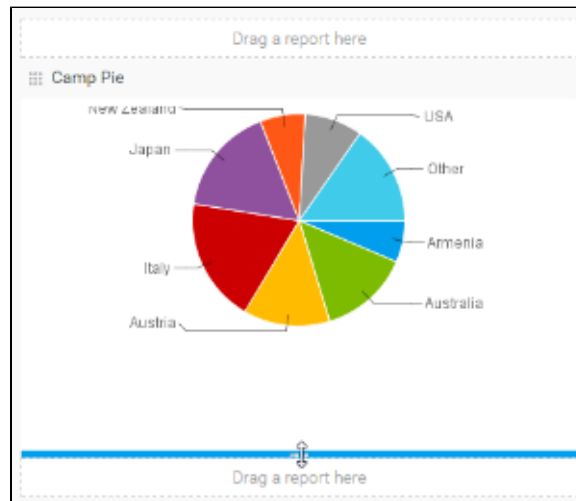 Drag a report here
Camp Pie
New Zealand
USA
Japan
Other
Armenia
Italy
Australia
Austria
Drag a report here